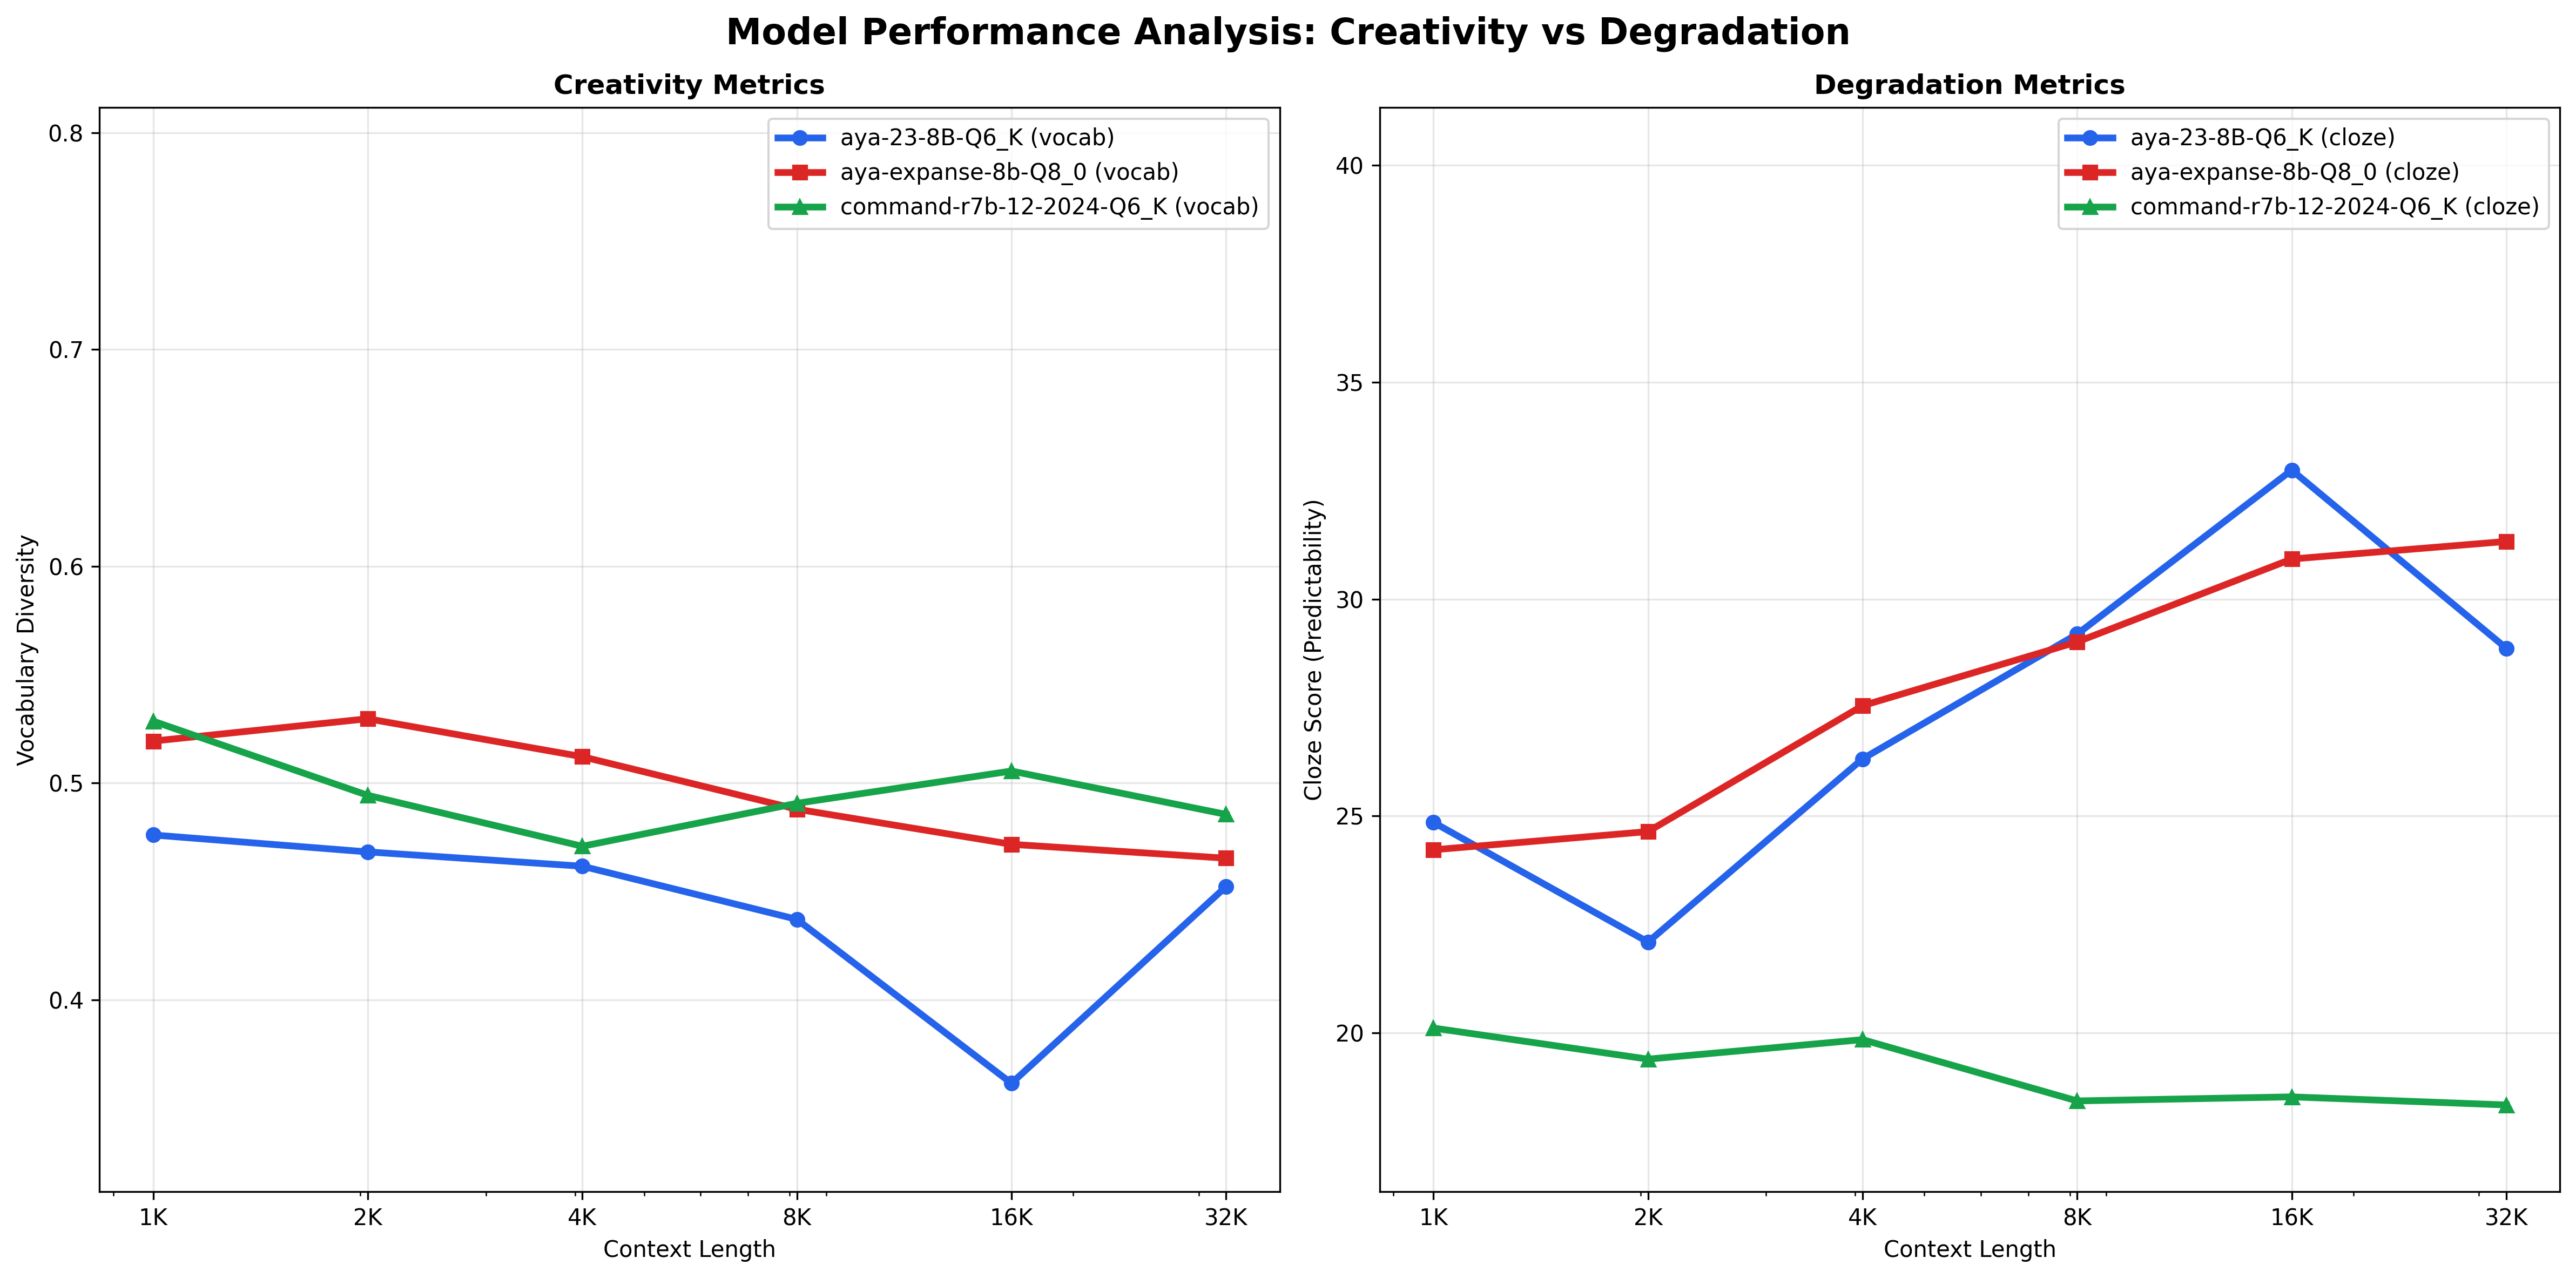 Model Performance Analysis: Creativity vs Degradation
Creativity Metrics
0.8
0.7
0.6
0.5
0.4
Vocabulary Diversity
aya-23-8B-Q6_K (vocab)
aya-expanse-8b-Q8_0 (vocab)
command-r7b-12-2024-Q6_K (vocab)
1K 2K 4K 8K 16K 32K
Context Length
Degradation Metrics
40
35
30
25
20
Cloze Score (Predictability)
aya-23-8B-Q6_K (cloze)
aya-expanse-8b-Q8_0 (cloze)
command-r7b-12-2024-Q6_K (cloze)
1K 2K 4K 8K 16K 32K
Context Length